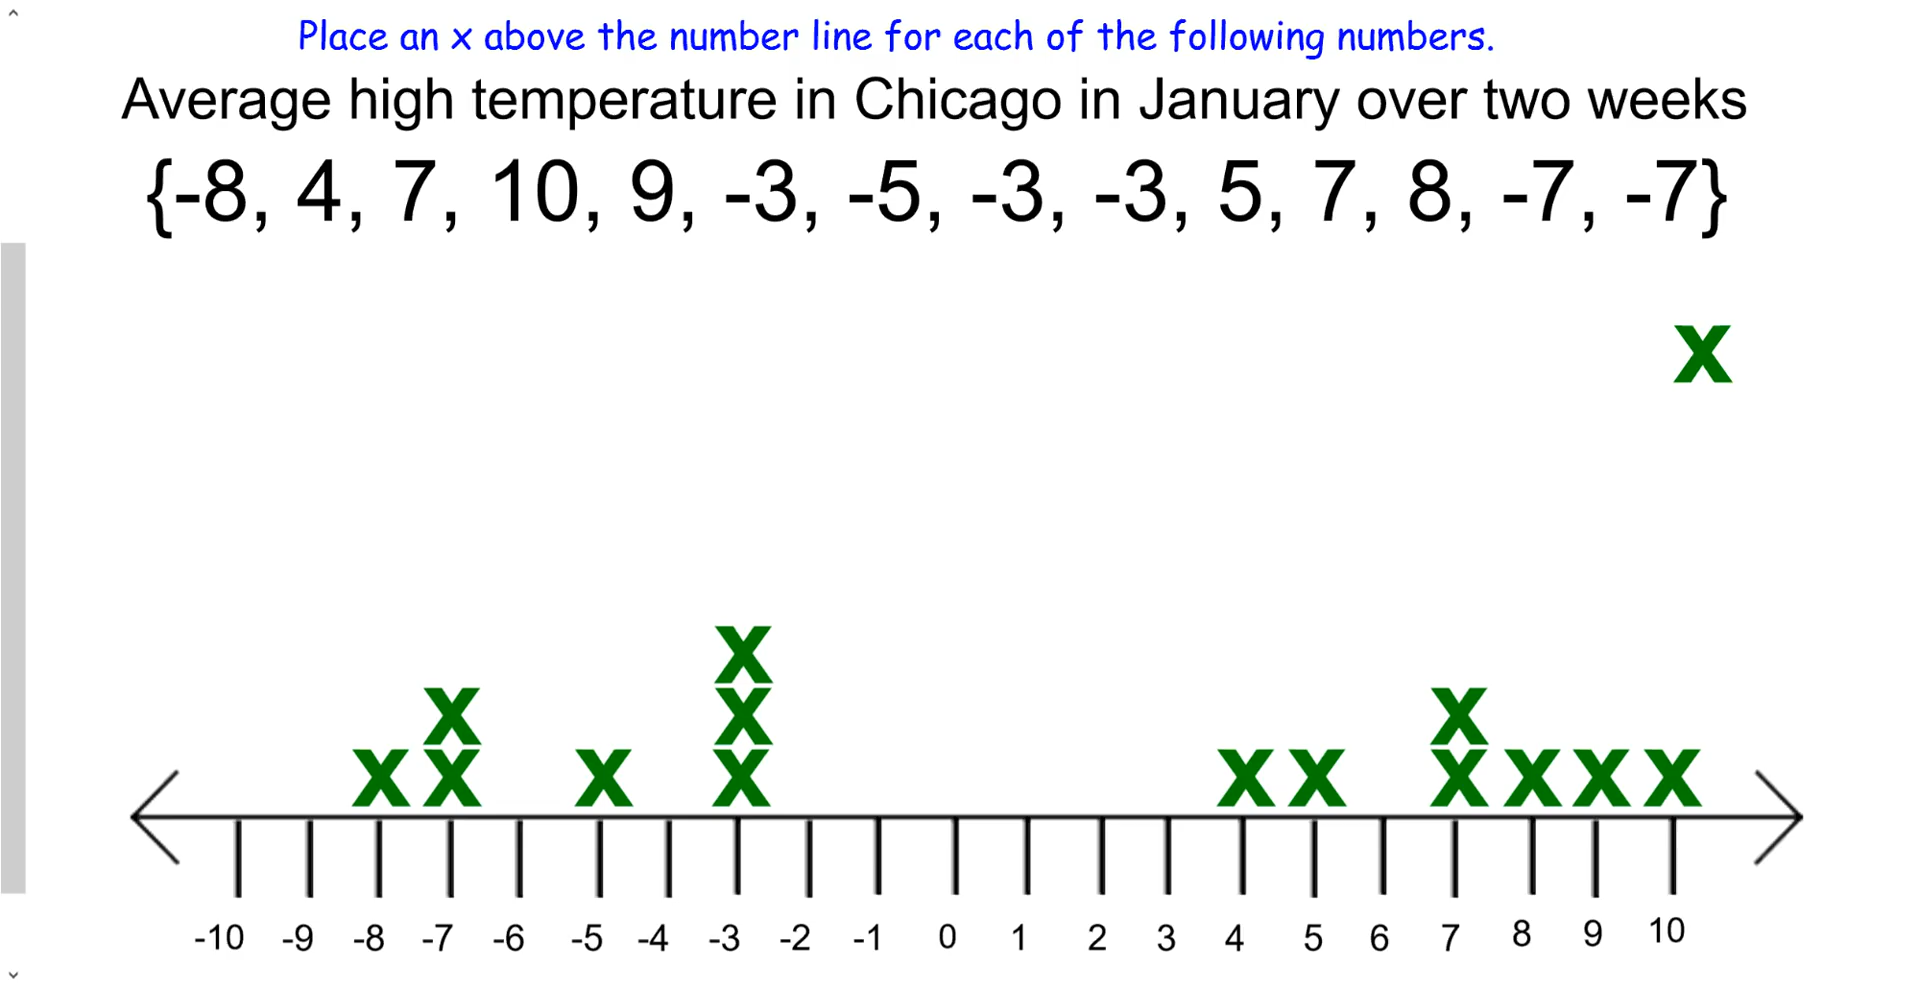 Place an x above the number line for each of the following numbers.
Average high temperature in Chicago in January over two weeks
{-8, 4, 7, 10, 9, -3, -5, -3, -3, 5, 7, 8, -7, -7}
x
x
x x x
x x x x x x x x x x
-10 -9 -8 -7 -6 -5 -4 -3 -2 -1 0 1 2 3 4 5 6 7 8 9 10